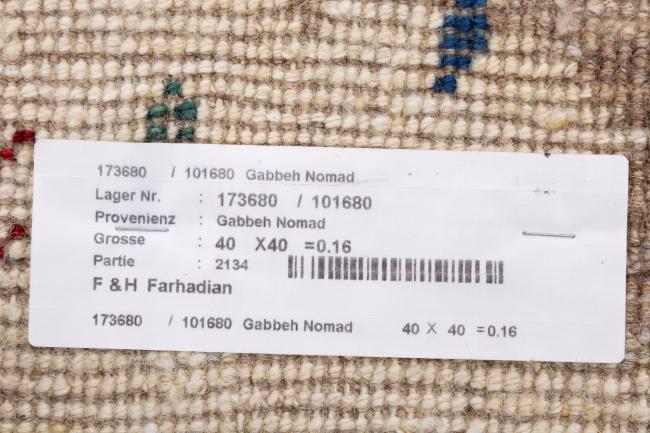 173680 / 101680 Gabbeh Nomad
Lager Nr. : 173680 / 101680
Provenienz : Gabbeh Nomad
Grosse : 40 X40 =0.16
Partie : 2134
F &H Farhadian
173680 / 101680 Gabbeh Nomad 40 X 40 =0.16